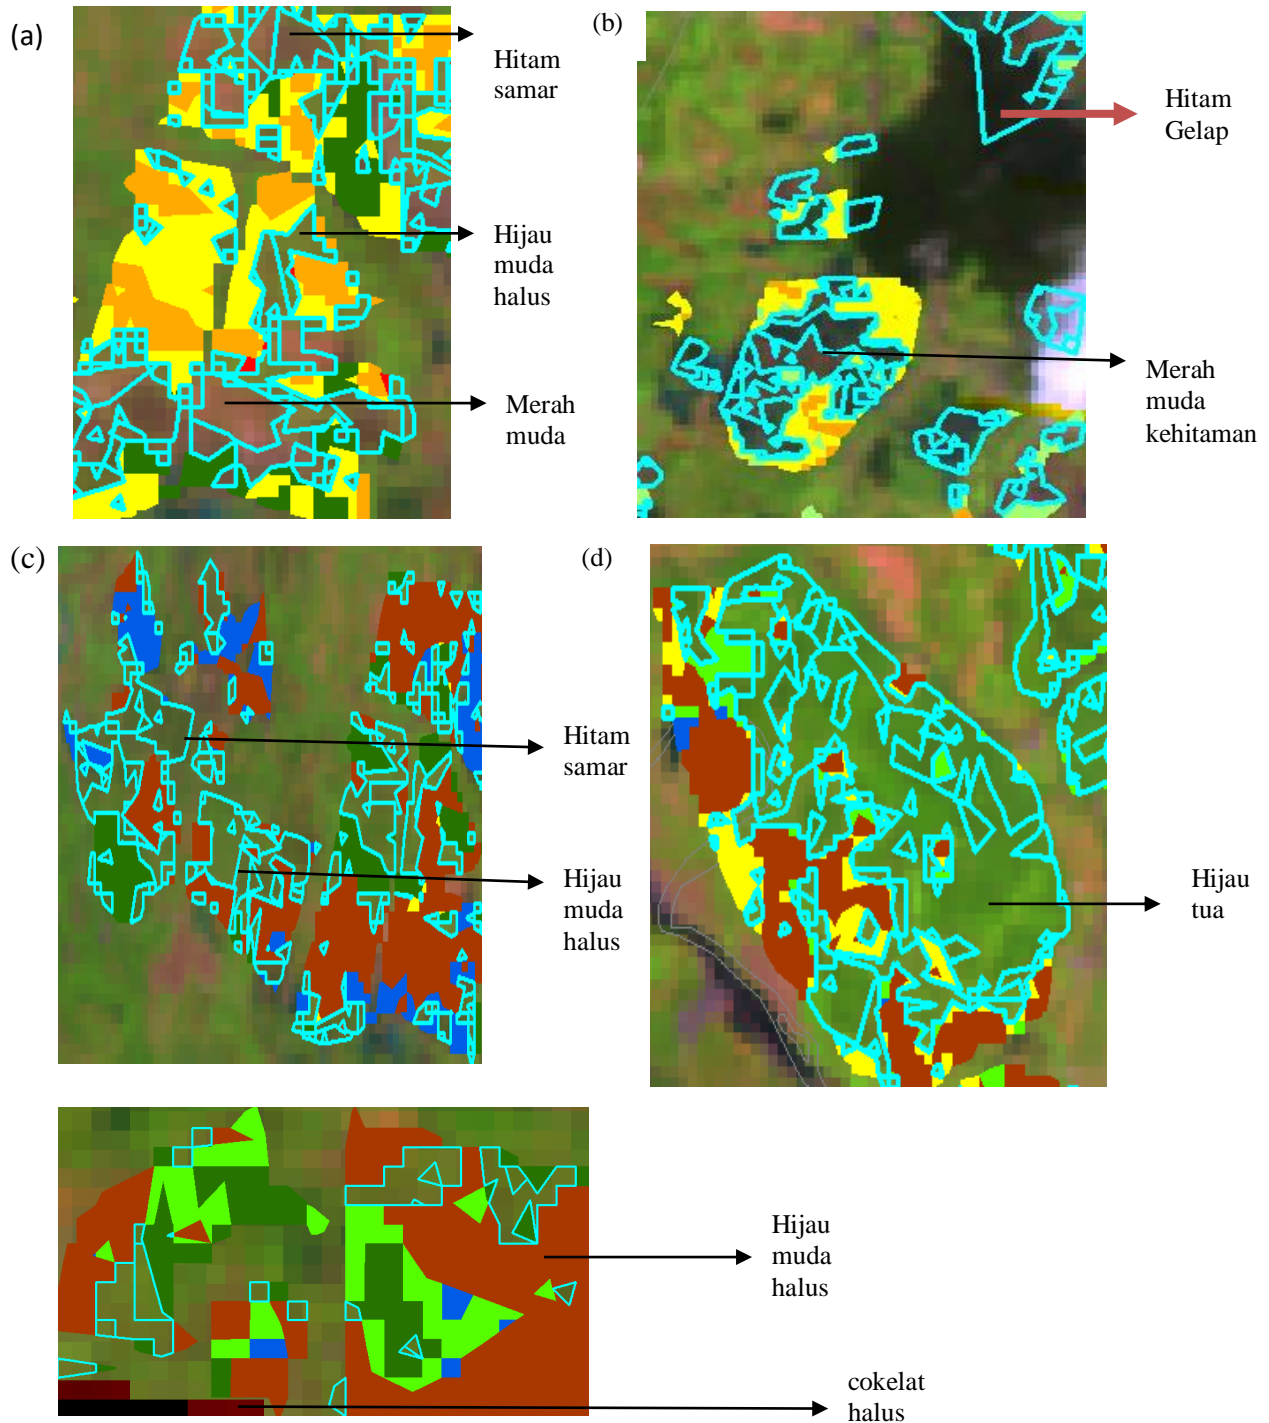 (a)
Hitam
samar
Hijau
muda
halus
Merah
muda
(b)
Hitam
Gelap
Merah
muda
kehitaman
(c)
Hitam
samar
Hijau
muda
halus
(d)
Hijau
tua
Hijau
muda
halus
cokelat
halus